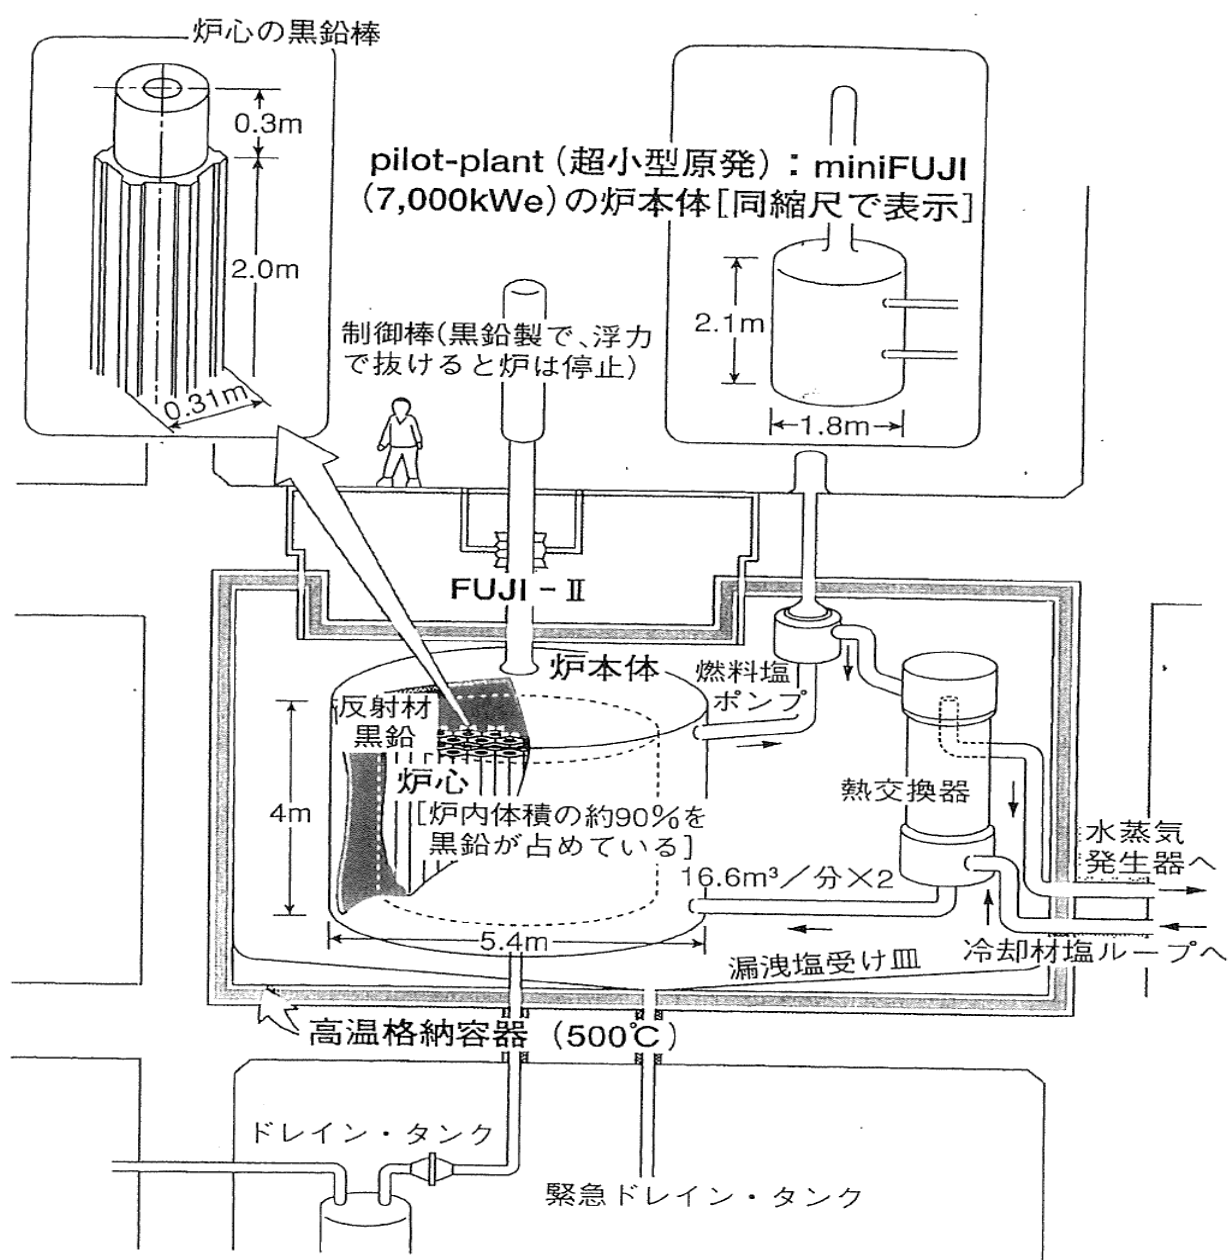 炉心の黒鉛棒
0.3m
2.0m
0.31m
pilot-plant（超小型原発）：miniFUJI
（7,000kWe）の炉本体［同縮尺で表示］
2.1m
1.8m
制御棒（黒鉛製で、浮力
で抜けると炉は停止）
FUJI－Ⅱ
炉本体
燃料塩
ポンプ
反射材
黒鉛
炉心
［炉内体積の約90％を
黒鉛が占めている］
4m
5.4m
熱交換器
16.6m³／分×2
水蒸気
発生器へ
冷却材塩ループへ
漏洩塩受け皿
高温格納容器（500℃）
ドレイン・タンク
緊急ドレイン・タンク